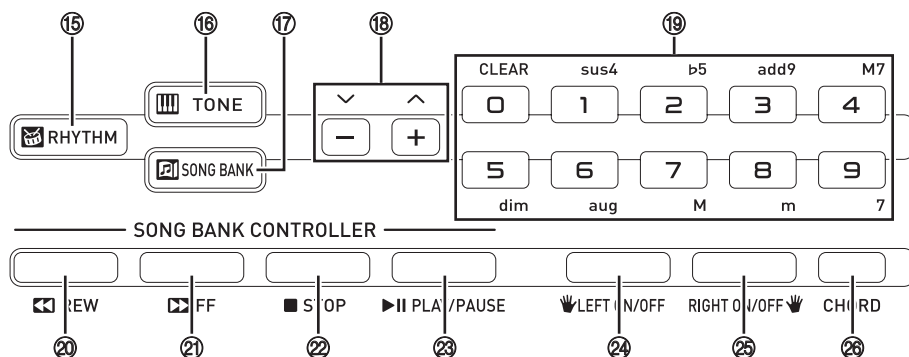 ⑮ ⑯ ⑰ ⑱ ⑲
CLEAR sus4 ♭5 add9 M7
TONE
0 1 2 3 4
RHYTHM
− +
SONG BANK
5 6 7 8 9
dim aug M m 7
SONG BANK CONTROLLER
REW FF STOP PLAY/PAUSE LEFT ON/OFF RIGHT ON/OFF CHORD
⑳ ㉑ ㉒ ㉓ ㉔ ㉕ ㉖